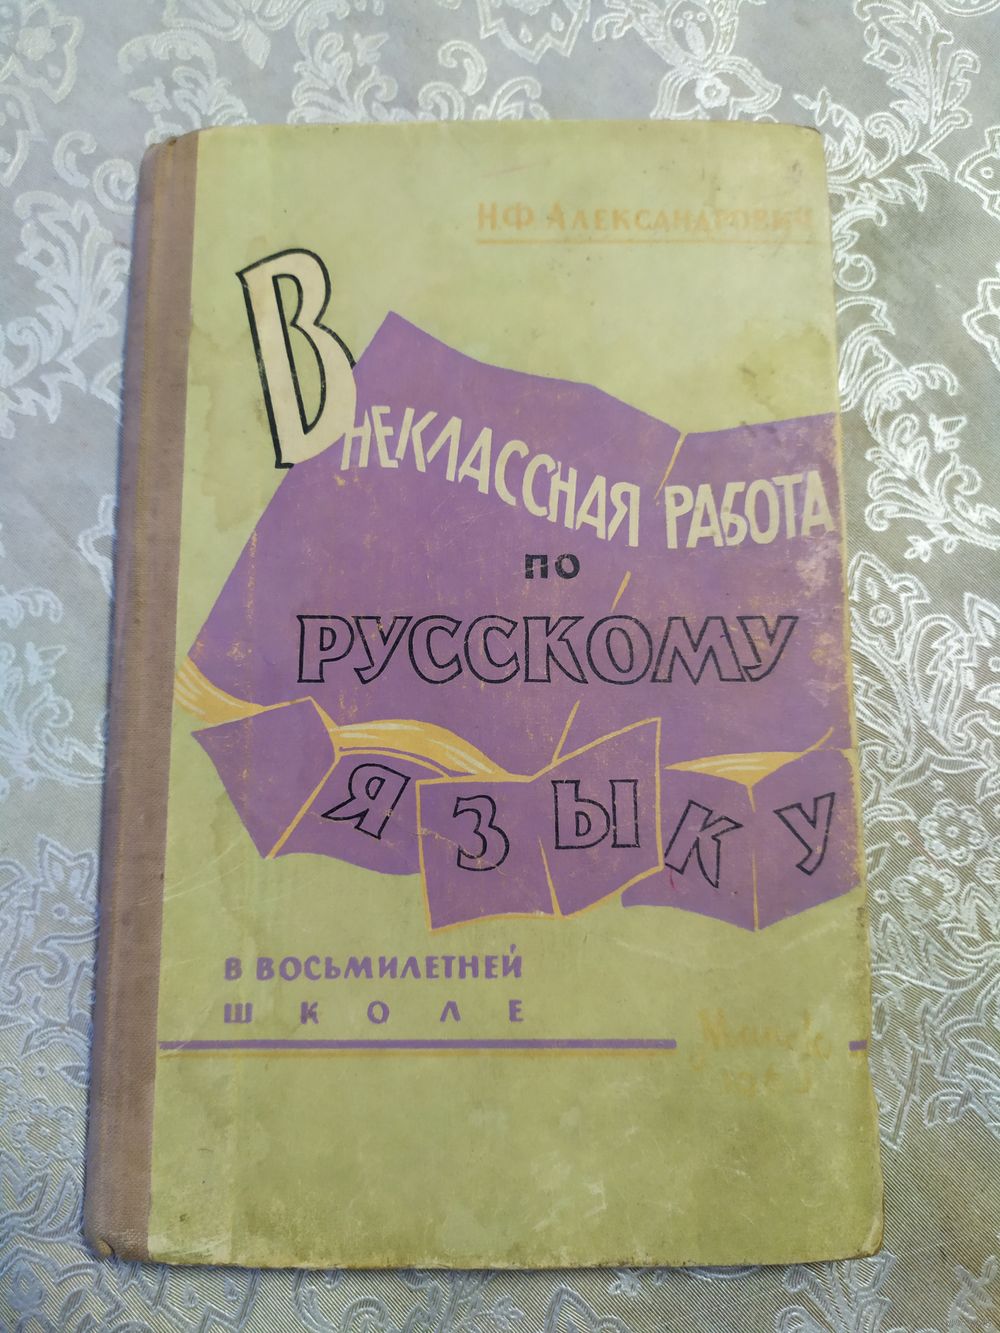 Н.Ф. Александрович
Внеклассная работа
по
русскому
языку
в восьмилетней
школе